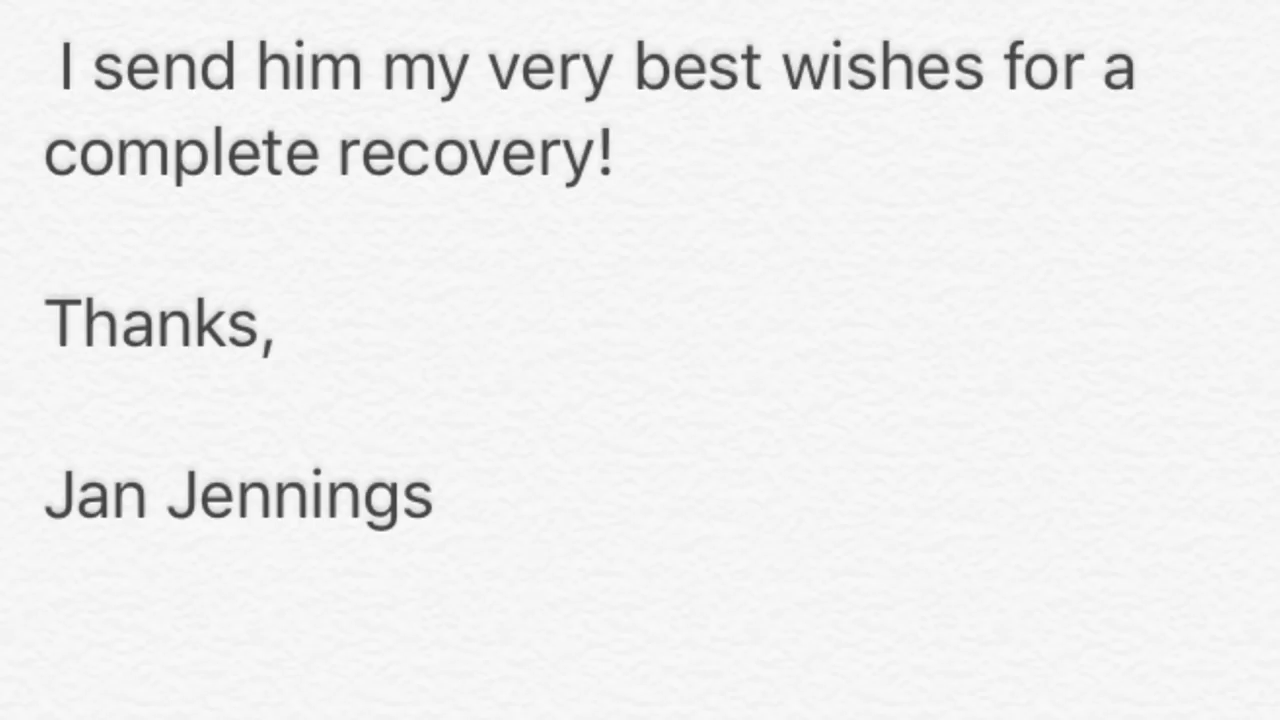 I send him my very best wishes for a
complete recovery!
Thanks,
Jan Jennings